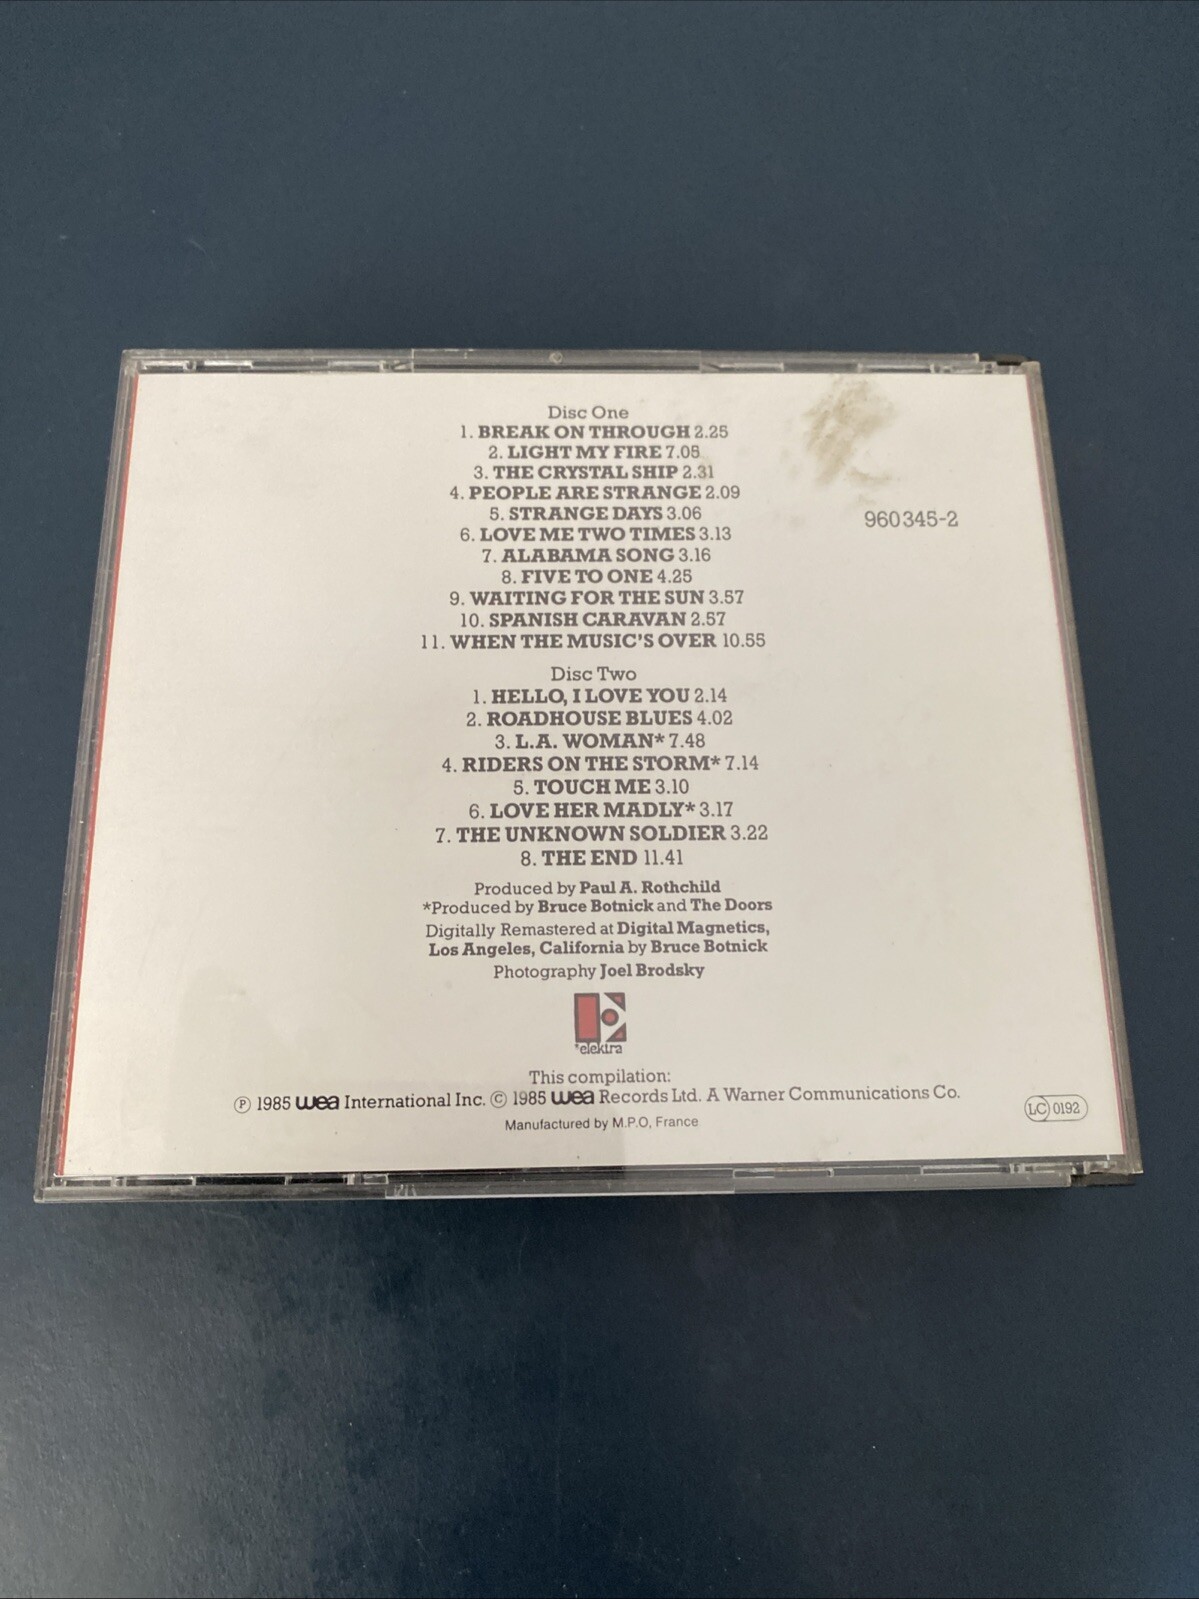 Disc One
1. BREAK ON THROUGH 2.25
2. LIGHT MY FIRE 7.05
3. THE CRYSTAL SHIP 2.31
4. PEOPLE ARE STRANGE 2.09
5. STRANGE DAYS 3.06
960 345-2
6. LOVE ME TWO TIMES 3.13
7. ALABAMA SONG 3.16
8. FIVE TO ONE 4.25
9. WAITING FOR THE SUN 3.57
10. SPANISH CARAVAN 2.57
11. WHEN THE MUSIC'S OVER 10.55
Disc Two
1. HELLO, I LOVE YOU 2.14
2. ROADHOUSE BLUES 4.02
3. L.A. WOMAN* 7.48
4. RIDERS ON THE STORM* 7.14
5. TOUCH ME 3.10
6. LOVE HER MADLY* 3.17
7. THE UNKNOWN SOLDIER 3.22
8. THE END 11.41
Produced by Paul A. Rothchild
*Produced by Bruce Botnick and The Doors
Digitally Remastered at Digital Magnetics,
Los Angeles, California by Bruce Botnick
Photography Joel Brodsky
elektra
This compilation:
℗ 1985 wea International Inc. © 1985 wea Records Ltd. A Warner Communications Co.
LC 0192
Manufactured by M.P.O, France